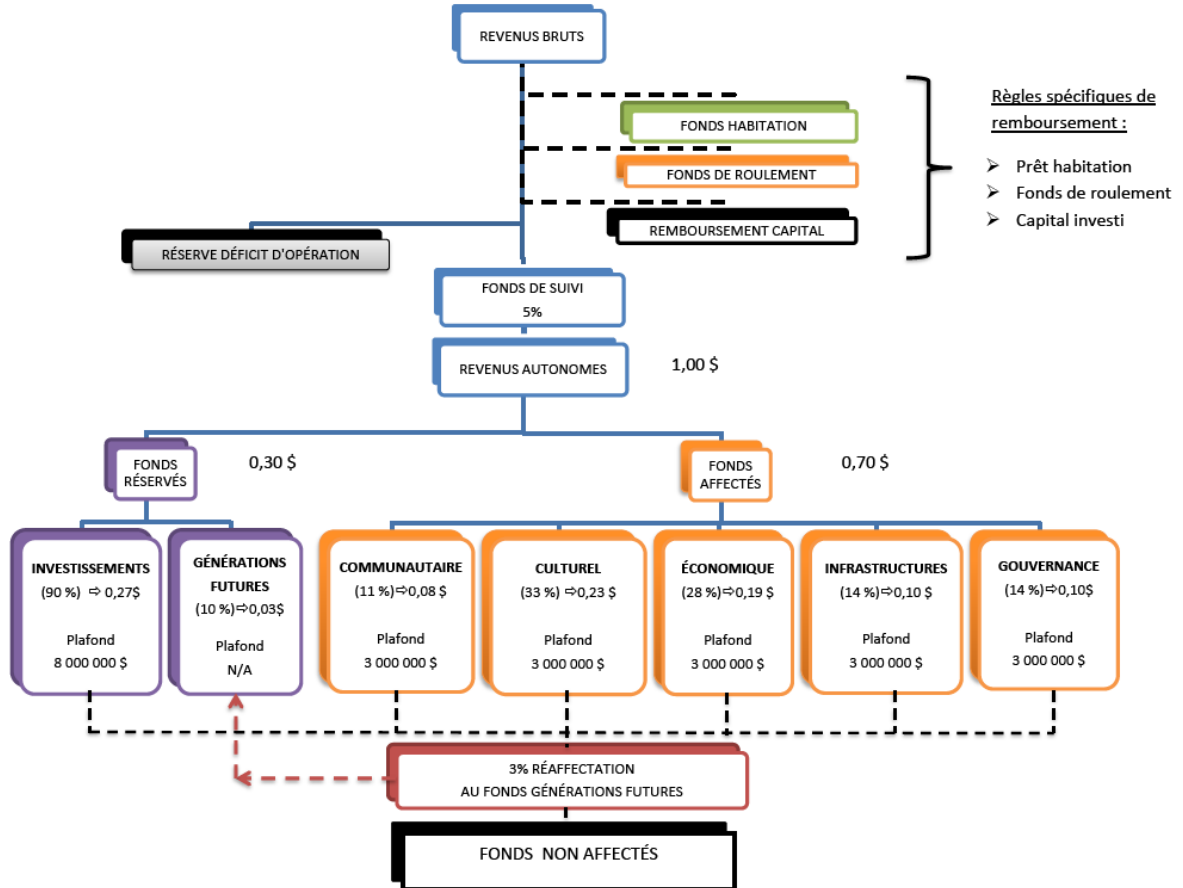 REVENUS BRUTS
Règles spécifiques de
remboursement :
FONDS HABITATION
➢ Prêt habitation
FONDS DE ROULEMENT
➢ Fonds de roulement
➢ Capital investi
REMBOURSEMENT CAPITAL
RÉSERVE DÉFICIT D'OPÉRATION
FONDS DE SUIVI
5%
REVENUS AUTONOMES
1,00 $
FONDS
RÉSERVÉS
0,30 $
FONDS
AFFECTÉS
0,70 $
INVESTISSEMENTS
(90 %) ⇨ 0,27$
Plafond
8 000 000 $
GÉNÉRATIONS
FUTURES
(10 %)⇨0,03$
Plafond
N/A
COMMUNAUTAIRE
(11 %)⇨0,08 $
Plafond
3 000 000 $
CULTUREL
(33 %)⇨0,23 $
Plafond
3 000 000 $
ÉCONOMIQUE
(28 %)⇨0,19 $
Plafond
3 000 000 $
INFRASTRUCTURES
(14 %)⇨0,10 $
Plafond
3 000 000 $
GOUVERNANCE
(14 %)⇨0,10$
Plafond
3 000 000 $
3% RÉAFFECTATION
AU FONDS GÉNÉRATIONS FUTURES
FONDS NON AFFECTÉS